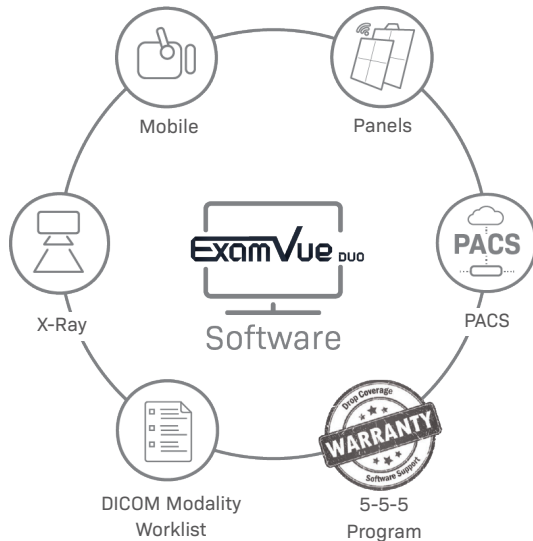 Mobile
Panels
ExamVue DUO
Software
X-Ray
PACS
PACS
DICOM Modality
Worklist
Drop Coverage
WARRANTY
Software Support
5-5-5
Program